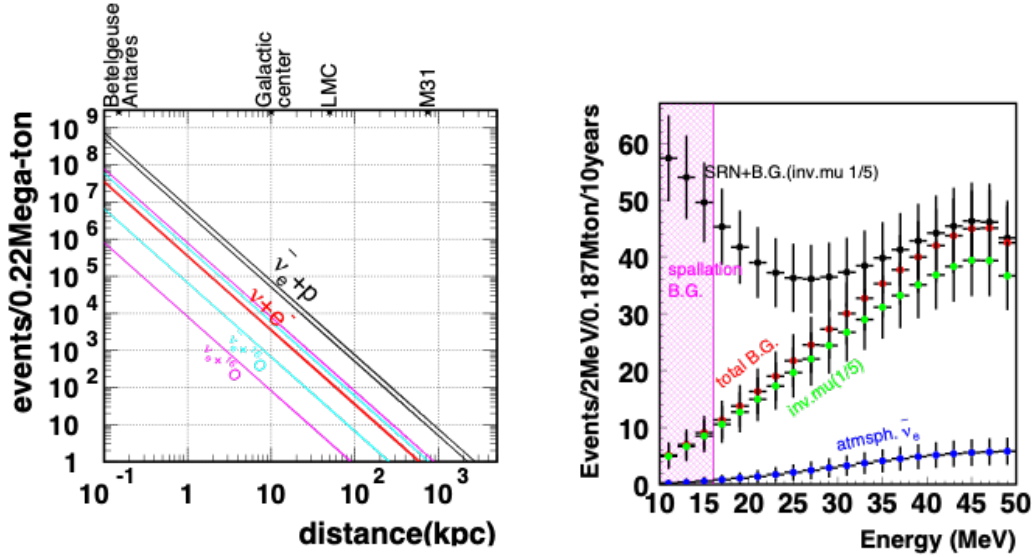 Betelgeuse
Antares
Galactic
center
LMC
M31
events/0.22Mega-ton
10⁹
10⁸
10⁷
10⁶
10⁵
10⁴
10³
10²
10
1
ν̄ₑ+p
ν+e⁻
ν̄ₑ+¹⁶O
νₑ+¹⁶O
10⁻¹
1
10
10²
10³
distance(kpc)
Events/2MeV/0.187Mton/10years
60
50
40
30
20
10
0
SRN+B.G.(inv.mu 1/5)
spallation
B.G.
total B.G.
inv.mu(1/5)
atmsph. ν̄ₑ
10 15 20 25 30 35 40 45 50
Energy (MeV)